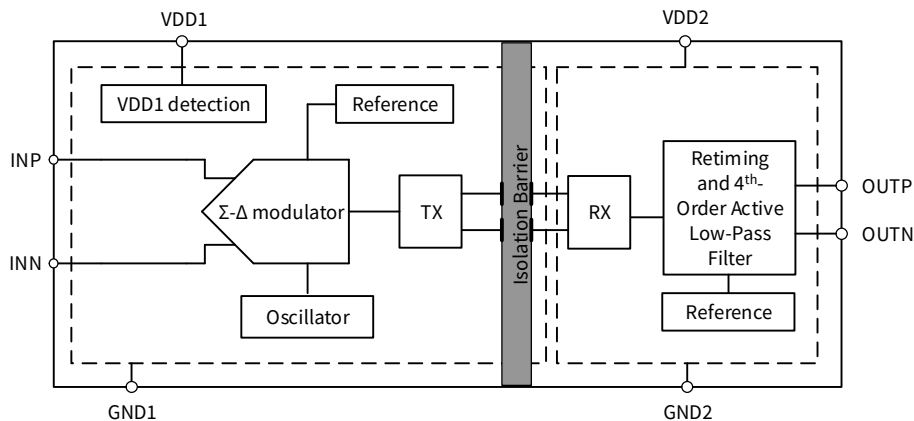 VDD1
VDD2
VDD1 detection
Reference
INP
INN
Σ-Δ modulator
TX
Isolation Barrier
RX
Retiming
and 4th-
Order Active
Low-Pass
Filter
OUTP
OUTN
Oscillator
Reference
GND1
GND2